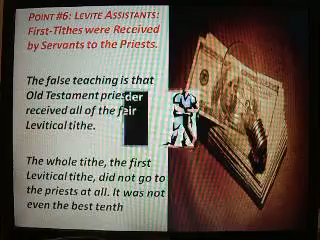 POINT #6: LEVITE ASSISTANTS:
First-Tithes were Received
by Servants to the Priests.
The false teaching is that
Old Testament
der
received all of the
eir
Levitical tithe.
The whole tithe, the first
Levitical tithe, did not go to
the priests at all. It was not
even the best tenth